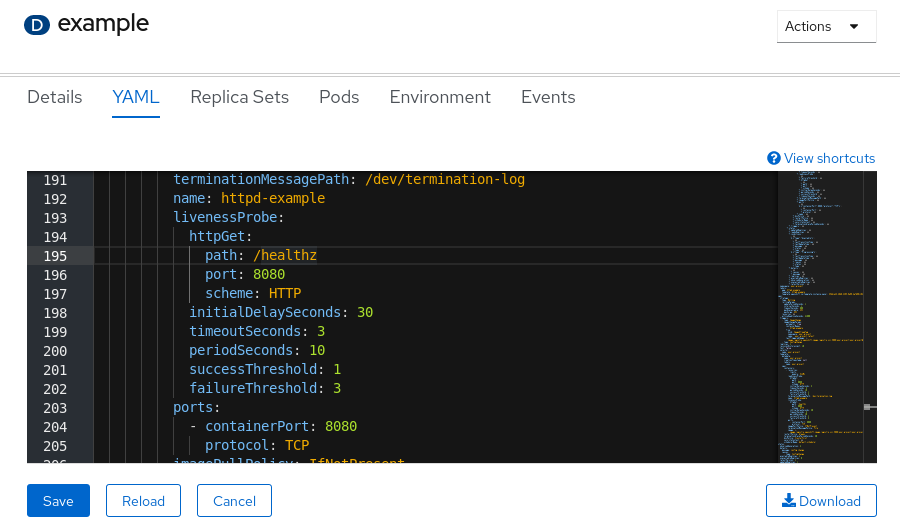 D example
Actions
Details YAML Replica Sets Pods Environment Events
View shortcuts
191 terminationMessagePath: /dev/termination-log
192 name: httpd-example
193 livenessProbe:
194 httpGet:
195 path: /healthz
196 port: 8080
197 scheme: HTTP
198 initialDelaySeconds: 30
199 timeoutSeconds: 3
200 periodSeconds: 10
201 successThreshold: 1
202 failureThreshold: 3
203 ports:
204 - containerPort: 8080
205 protocol: TCP
206 imagePullPolicy: IfNotPresent
Save Reload Cancel Download